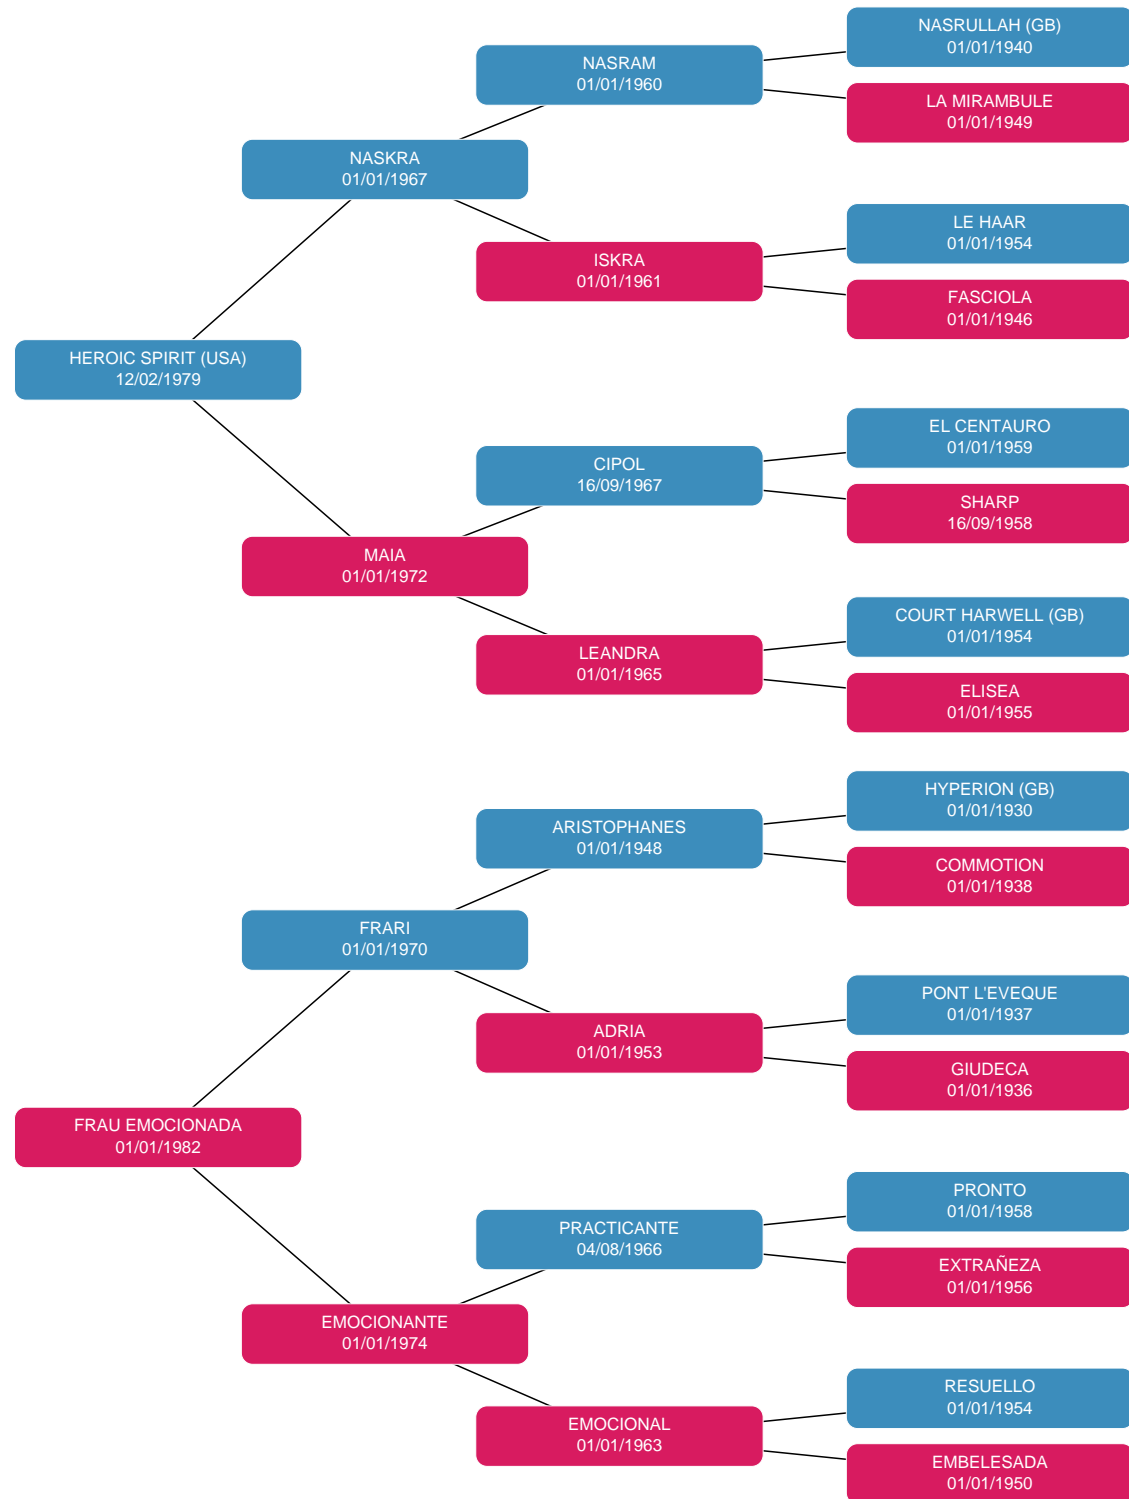 NASRULLAH (GB)
01/01/1940
NASRAM
01/01/1960
LA MIRAMBULE
01/01/1949
NASKRA
01/01/1967
LE HAAR
01/01/1954
ISKRA
01/01/1961
FASCIOLA
01/01/1946
HEROIC SPIRIT (USA)
12/02/1979
EL CENTAURO
01/01/1959
CIPOL
16/09/1967
SHARP
16/09/1958
MAIA
01/01/1972
COURT HARWELL (GB)
01/01/1954
LEANDRA
01/01/1965
ELISEA
01/01/1955
HYPERION (GB)
01/01/1930
ARISTOPHANES
01/01/1948
COMMOTION
01/01/1938
FRARI
01/01/1970
PONT L'EVEQUE
01/01/1937
ADRIA
01/01/1953
GIUDECA
01/01/1936
FRAU EMOCIONADA
01/01/1982
PRONTO
01/01/1958
PRACTICANTE
04/08/1966
EXTRAÑEZA
01/01/1956
EMOCIONANTE
01/01/1974
RESUELLO
01/01/1954
EMOCIONAL
01/01/1963
EMBELESADA
01/01/1950